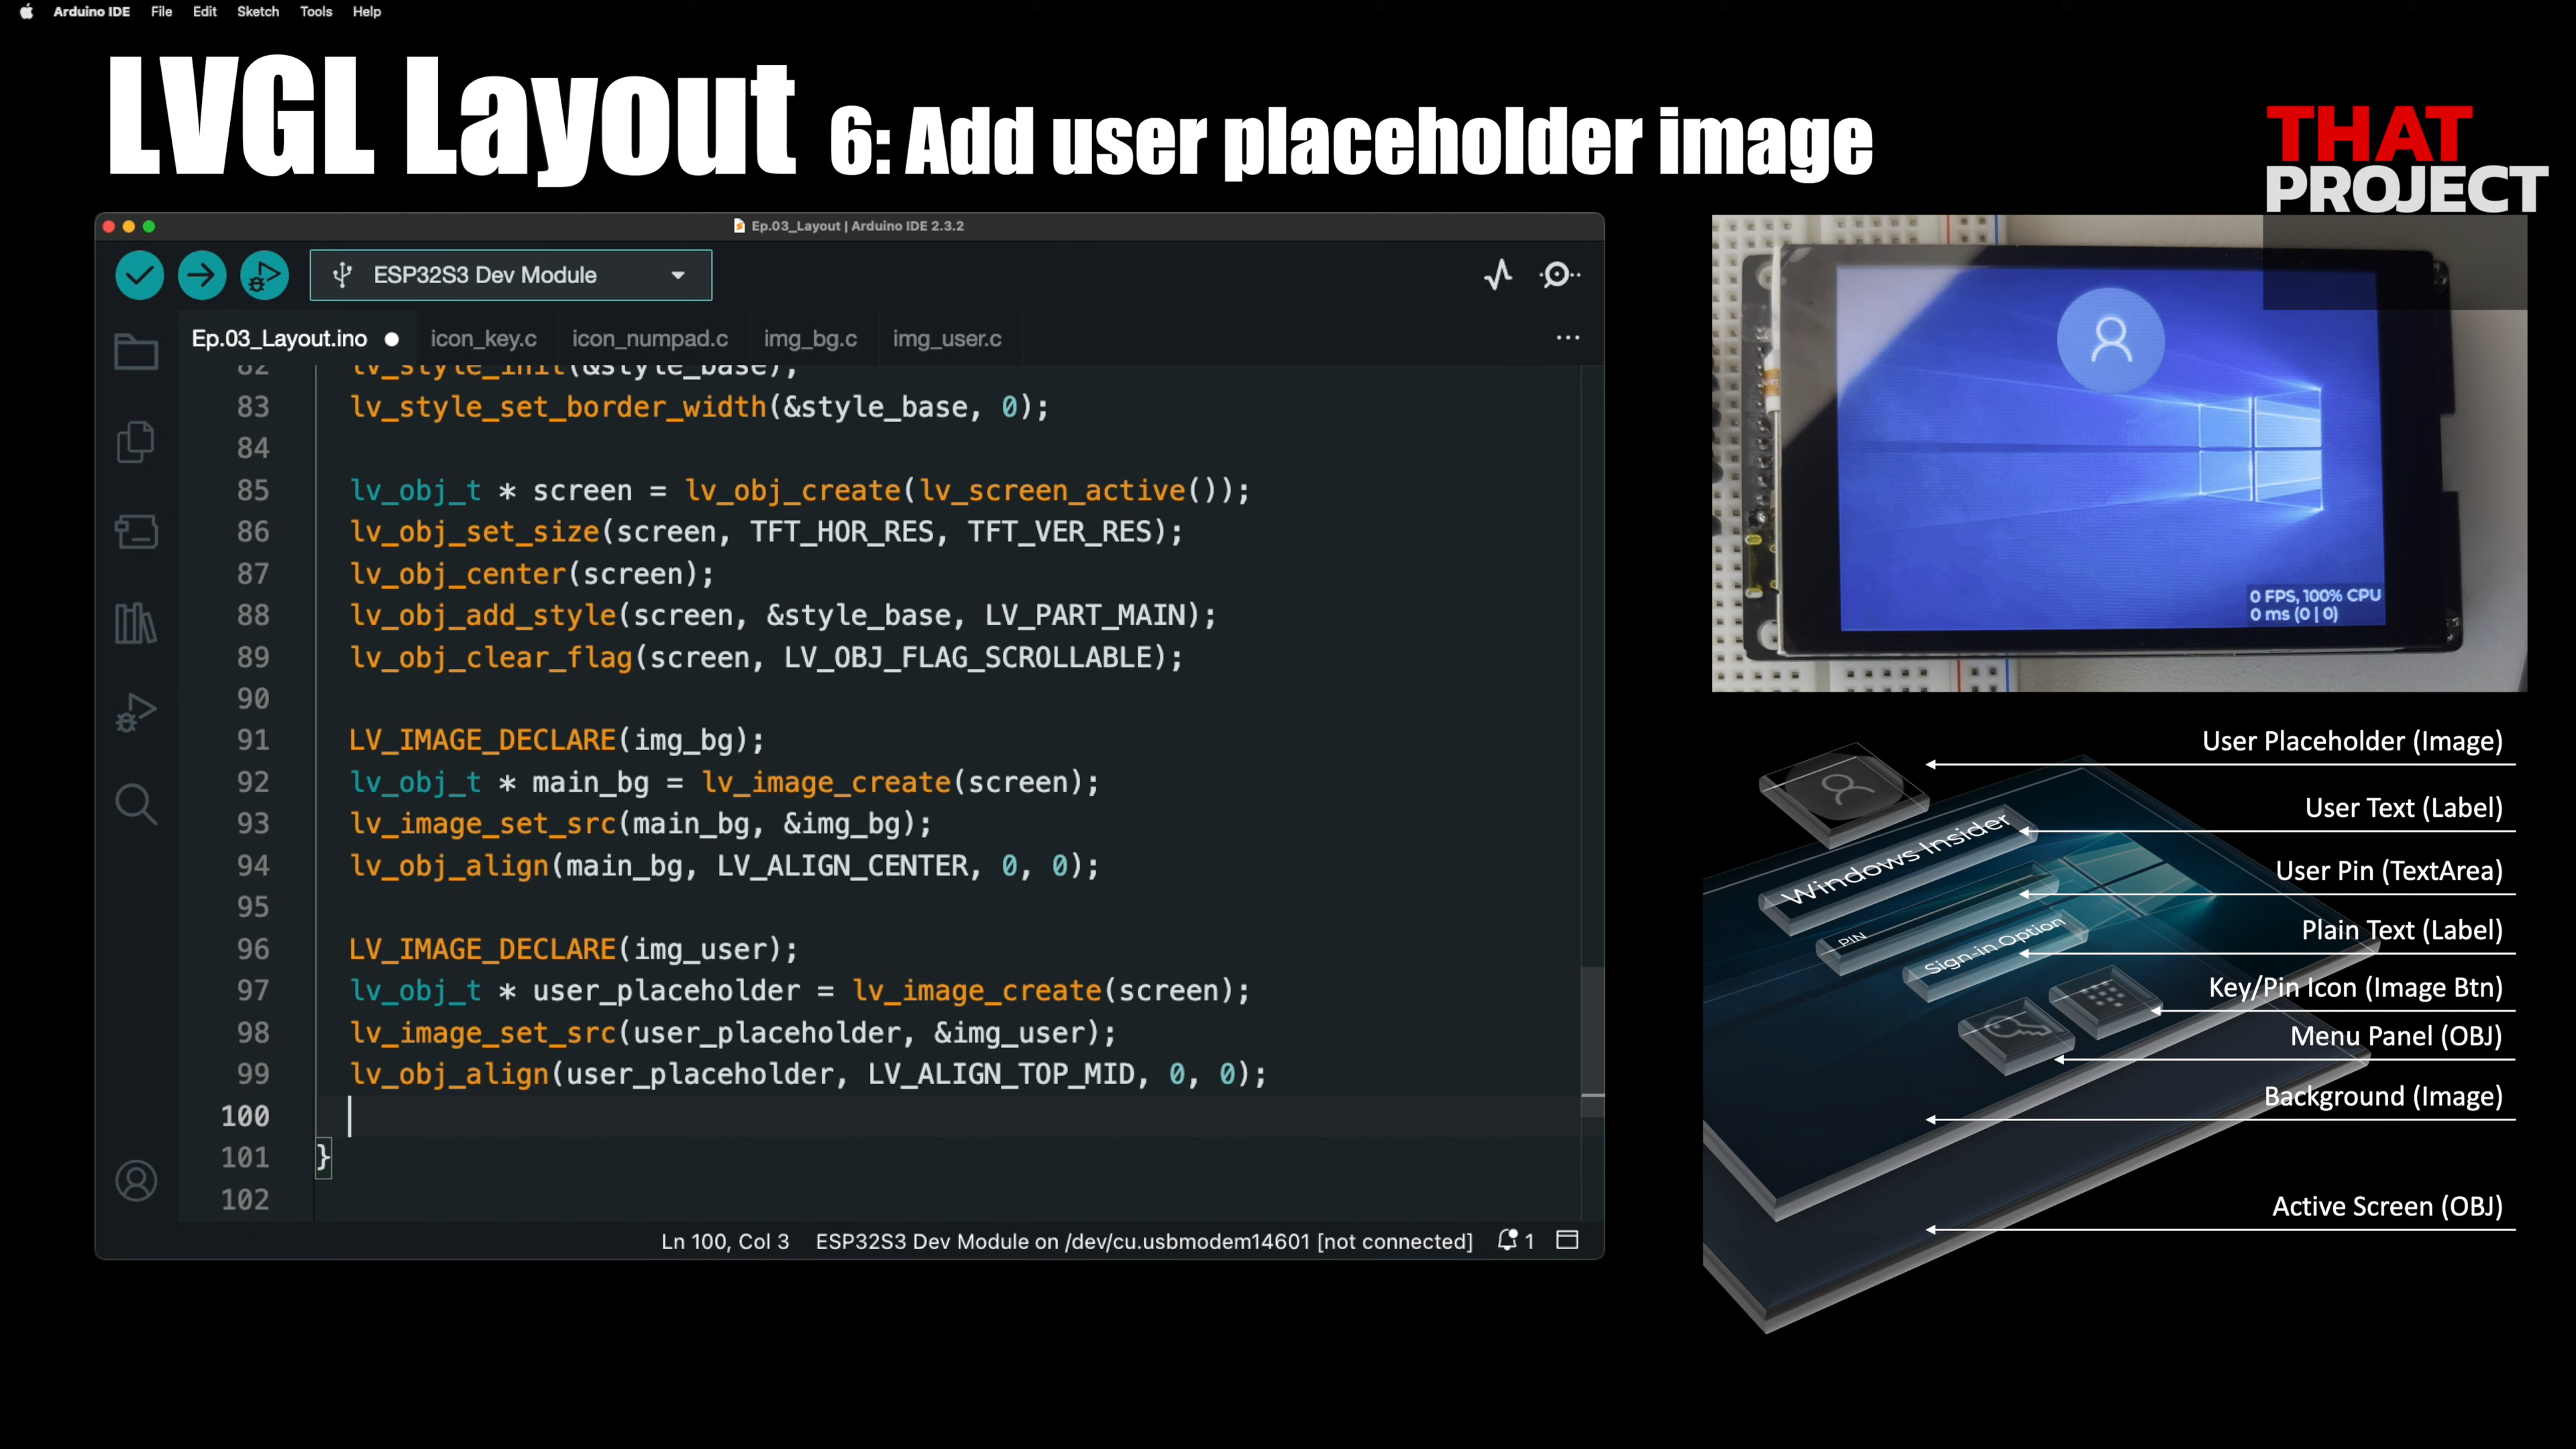 Arduino IDE File Edit Sketch Tools Help
LVGL Layout 6: Add user placeholder image
THAT
PROJECT
Ep.03_Layout | Arduino IDE 2.3.2
ESP32S3 Dev Module
Ep.03_Layout.ino icon_key.c icon_numpad.c img_bg.c img_user.c
82 lv_style_init(&style_base);
83 lv_style_set_border_width(&style_base, 0);
84
85 lv_obj_t * screen = lv_obj_create(lv_screen_active());
86 lv_obj_set_size(screen, TFT_HOR_RES, TFT_VER_RES);
87 lv_obj_center(screen);
88 lv_obj_add_style(screen, &style_base, LV_PART_MAIN);
89 lv_obj_clear_flag(screen, LV_OBJ_FLAG_SCROLLABLE);
90
91 LV_IMAGE_DECLARE(img_bg);
92 lv_obj_t * main_bg = lv_image_create(screen);
93 lv_image_set_src(main_bg, &img_bg);
94 lv_obj_align(main_bg, LV_ALIGN_CENTER, 0, 0);
95
96 LV_IMAGE_DECLARE(img_user);
97 lv_obj_t * user_placeholder = lv_image_create(screen);
98 lv_image_set_src(user_placeholder, &img_user);
99 lv_obj_align(user_placeholder, LV_ALIGN_TOP_MID, 0, 0);
100
101 }
102
Ln 100, Col 3 ESP32S3 Dev Module on /dev/cu.usbmodem14601 [not connected] 1
0 FPS, 100% CPU
0 ms (0 | 0)
User Placeholder (Image)
User Text (Label)
Windows Insider
User Pin (TextArea)
PIN
Plain Text (Label)
Sign-in Option
Key/Pin Icon (Image Btn)
Menu Panel (OBJ)
Background (Image)
Active Screen (OBJ)